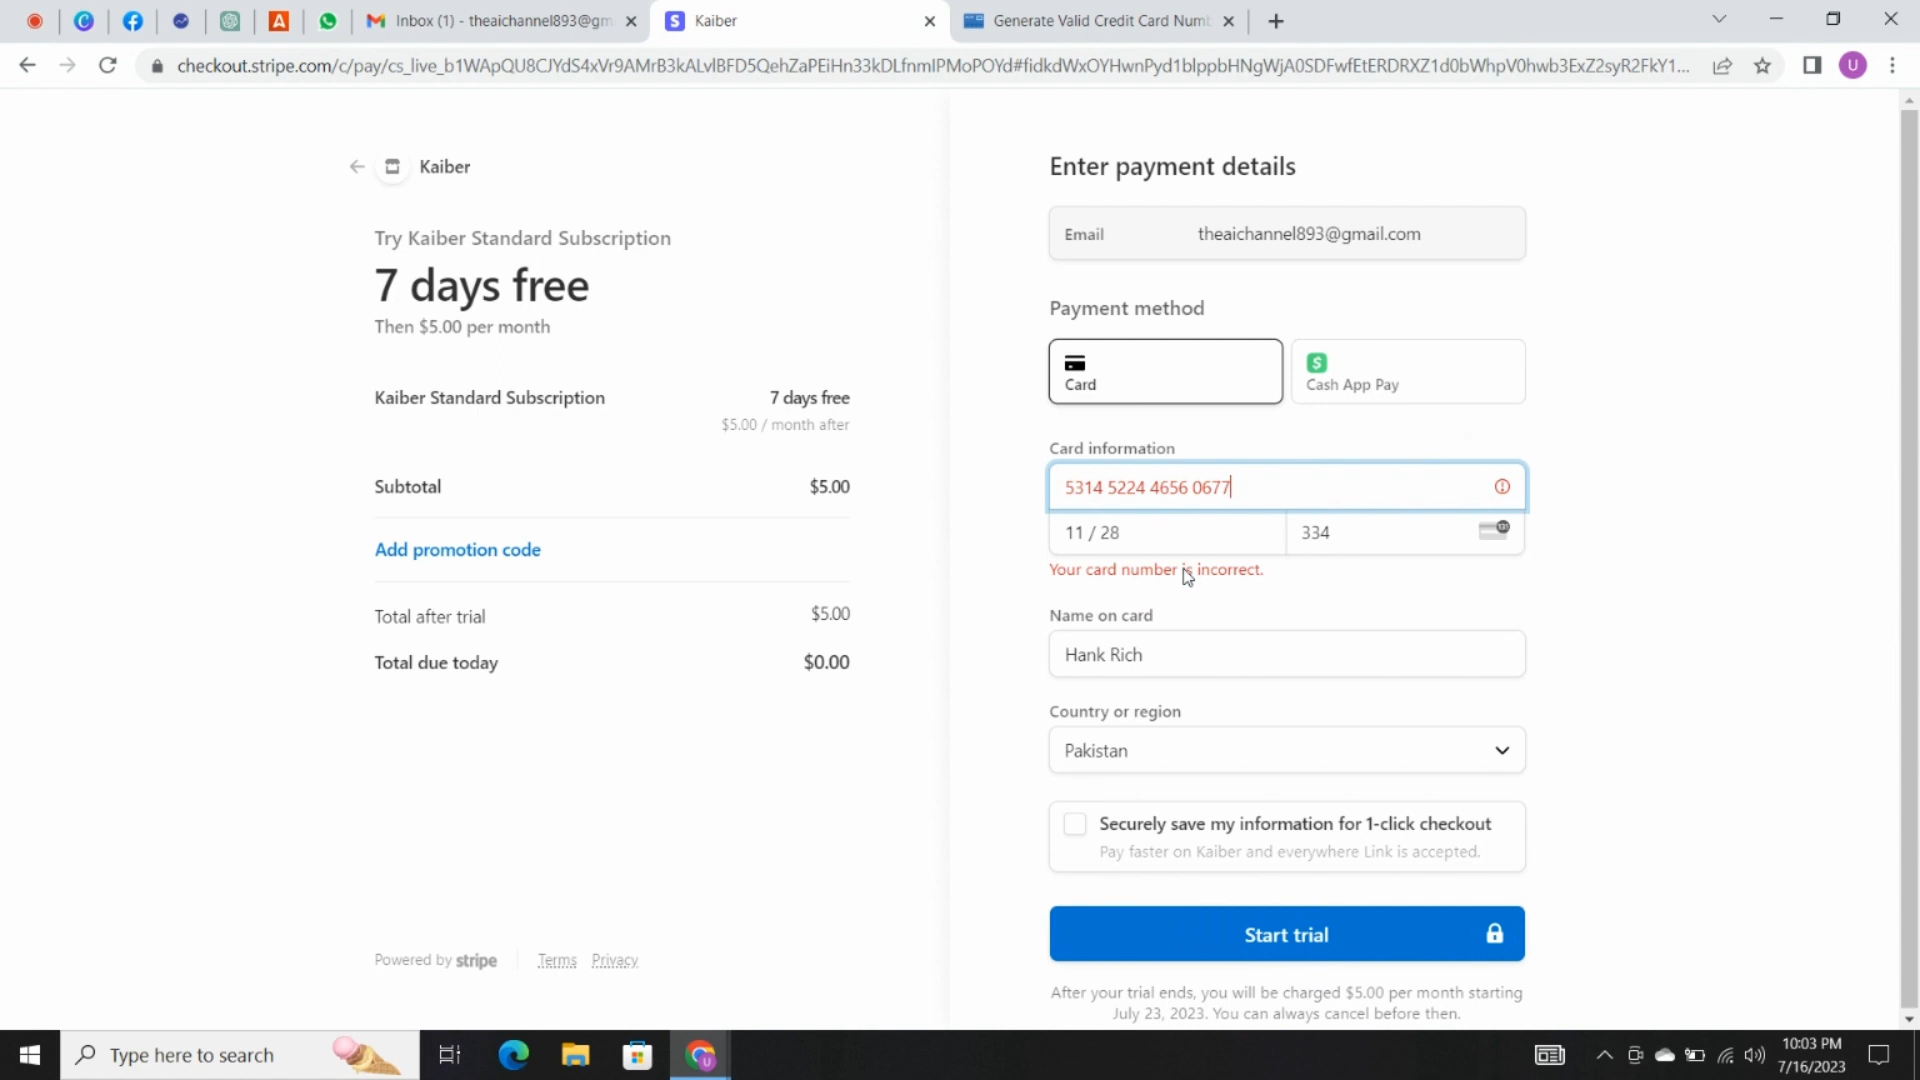 Inbox (1) - theaichannel893@gm
Kaiber
Generate Valid Credit Card Num
checkout.stripe.com/c/pay/cs_live_b1WApQU8CJYdS4xVr9AMrB3kALvlBFD5QehZaPEiHn33kDLfnmIPMoPOYd#fidkdWxOYHwnPyd1blppbHNgWjA0SDFwfEtERDRXZ1d0bWhpV0hwb3ExZ2syR2FkY1...
U
Kaiber
Try Kaiber Standard Subscription
7 days free
Then $5.00 per month
Kaiber Standard Subscription 7 days free
$5.00 / month after
Subtotal $5.00
Add promotion code
Total after trial $5.00
Total due today $0.00
Powered by stripe Terms Privacy
Enter payment details
Email theaichannel893@gmail.com
Payment method
Card
Cash App Pay
Card information
5314 5224 4656 0677
11 / 28 334
Your card number is incorrect.
Name on card
Hank Rich
Country or region
Pakistan
Securely save my information for 1-click checkout
Pay faster on Kaiber and everywhere Link is accepted.
Start trial
After your trial ends, you will be charged $5.00 per month starting
July 23, 2023. You can always cancel before then.
Type here to search
10:03 PM
7/16/2023